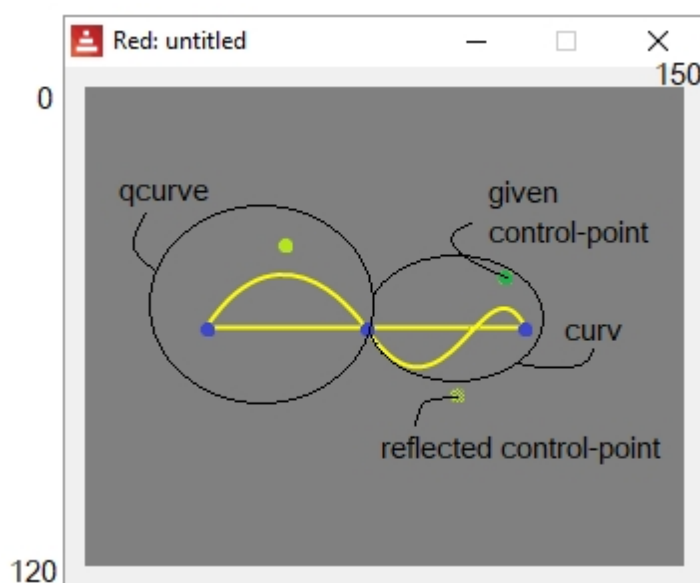 Red: untitled
150
0
qcurve
given
control-point
curv
reflected control-point
120